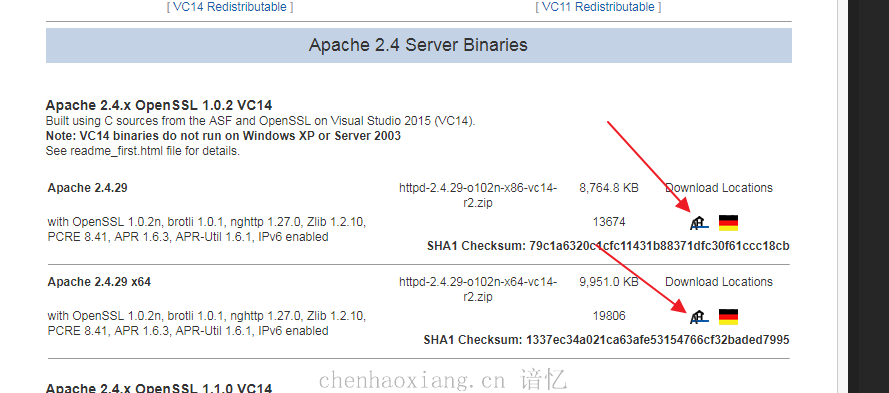 [ VC14 Redistributable ] [ VC11 Redistributable ]
Apache 2.4 Server Binaries
Apache 2.4.x OpenSSL 1.0.2 VC14
Built using C sources from the ASF and OpenSSL on Visual Studio 2015 (VC14).
Note: VC14 binaries do not run on Windows XP or Server 2003
See readme_first.html file for details.
Apache 2.4.29 httpd-2.4.29-o102n-x86-vc14- 8,764.8 KB Download Locations
r2.zip
with OpenSSL 1.0.2n, brotli 1.0.1, nghttp 1.27.0, Zlib 1.2.10, 13674
PCRE 8.41, APR 1.6.3, APR-Util 1.6.1, IPv6 enabled
SHA1 Checksum: 79c1a6320c1cfc11431b88371dfc30f61ccc18cb
Apache 2.4.29 x64 httpd-2.4.29-o102n-x64-vc14- 9,951.0 KB Download Locations
r2.zip
with OpenSSL 1.0.2n, brotli 1.0.1, nghttp 1.27.0, Zlib 1.2.10, 19806
PCRE 8.41, APR 1.6.3, APR-Util 1.6.1, IPv6 enabled
SHA1 Checksum: 1337ec34a021ca63afe53154766cf32baded7995
Apache 2.4.x OpenSSL 1.1.0 VC14
chenhaoxiang.cn 谙忆